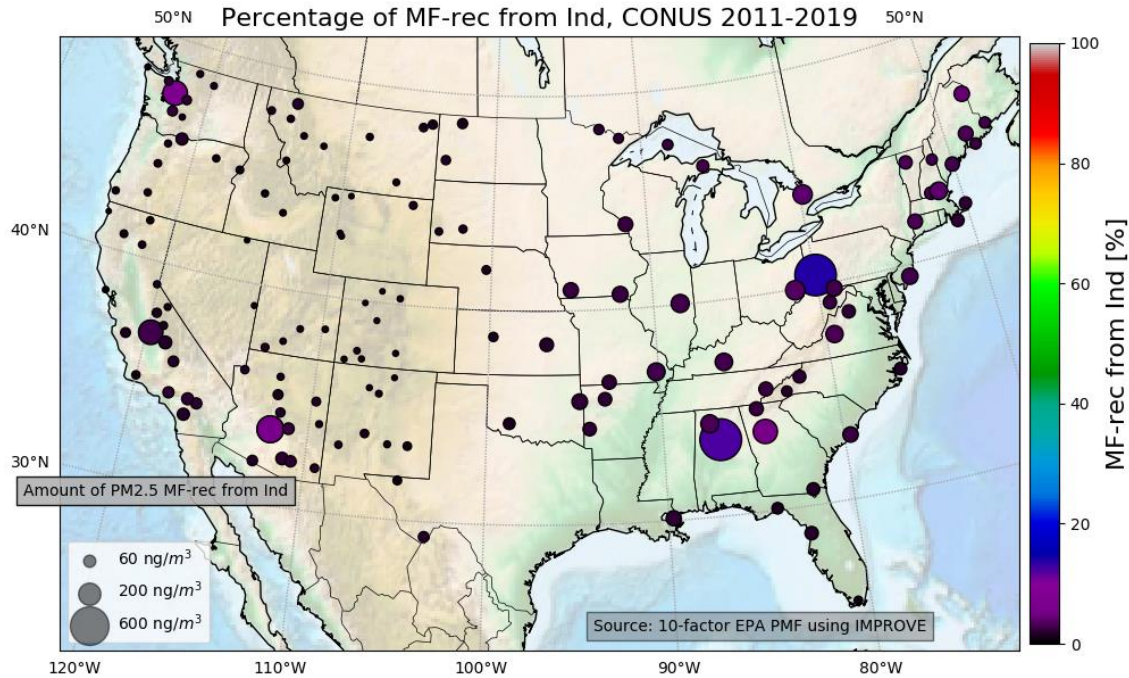 50°N Percentage of MF-rec from Ind, CONUS 2011-2019 50°N
100
80
60
40
20
0
MF-rec from Ind [%]
40°N
30°N
Amount of PM2.5 MF-rec from Ind
60 ng/m³
200 ng/m³
600 ng/m³
Source: 10-factor EPA PMF using IMPROVE
120°W 110°W 100°W 90°W 80°W